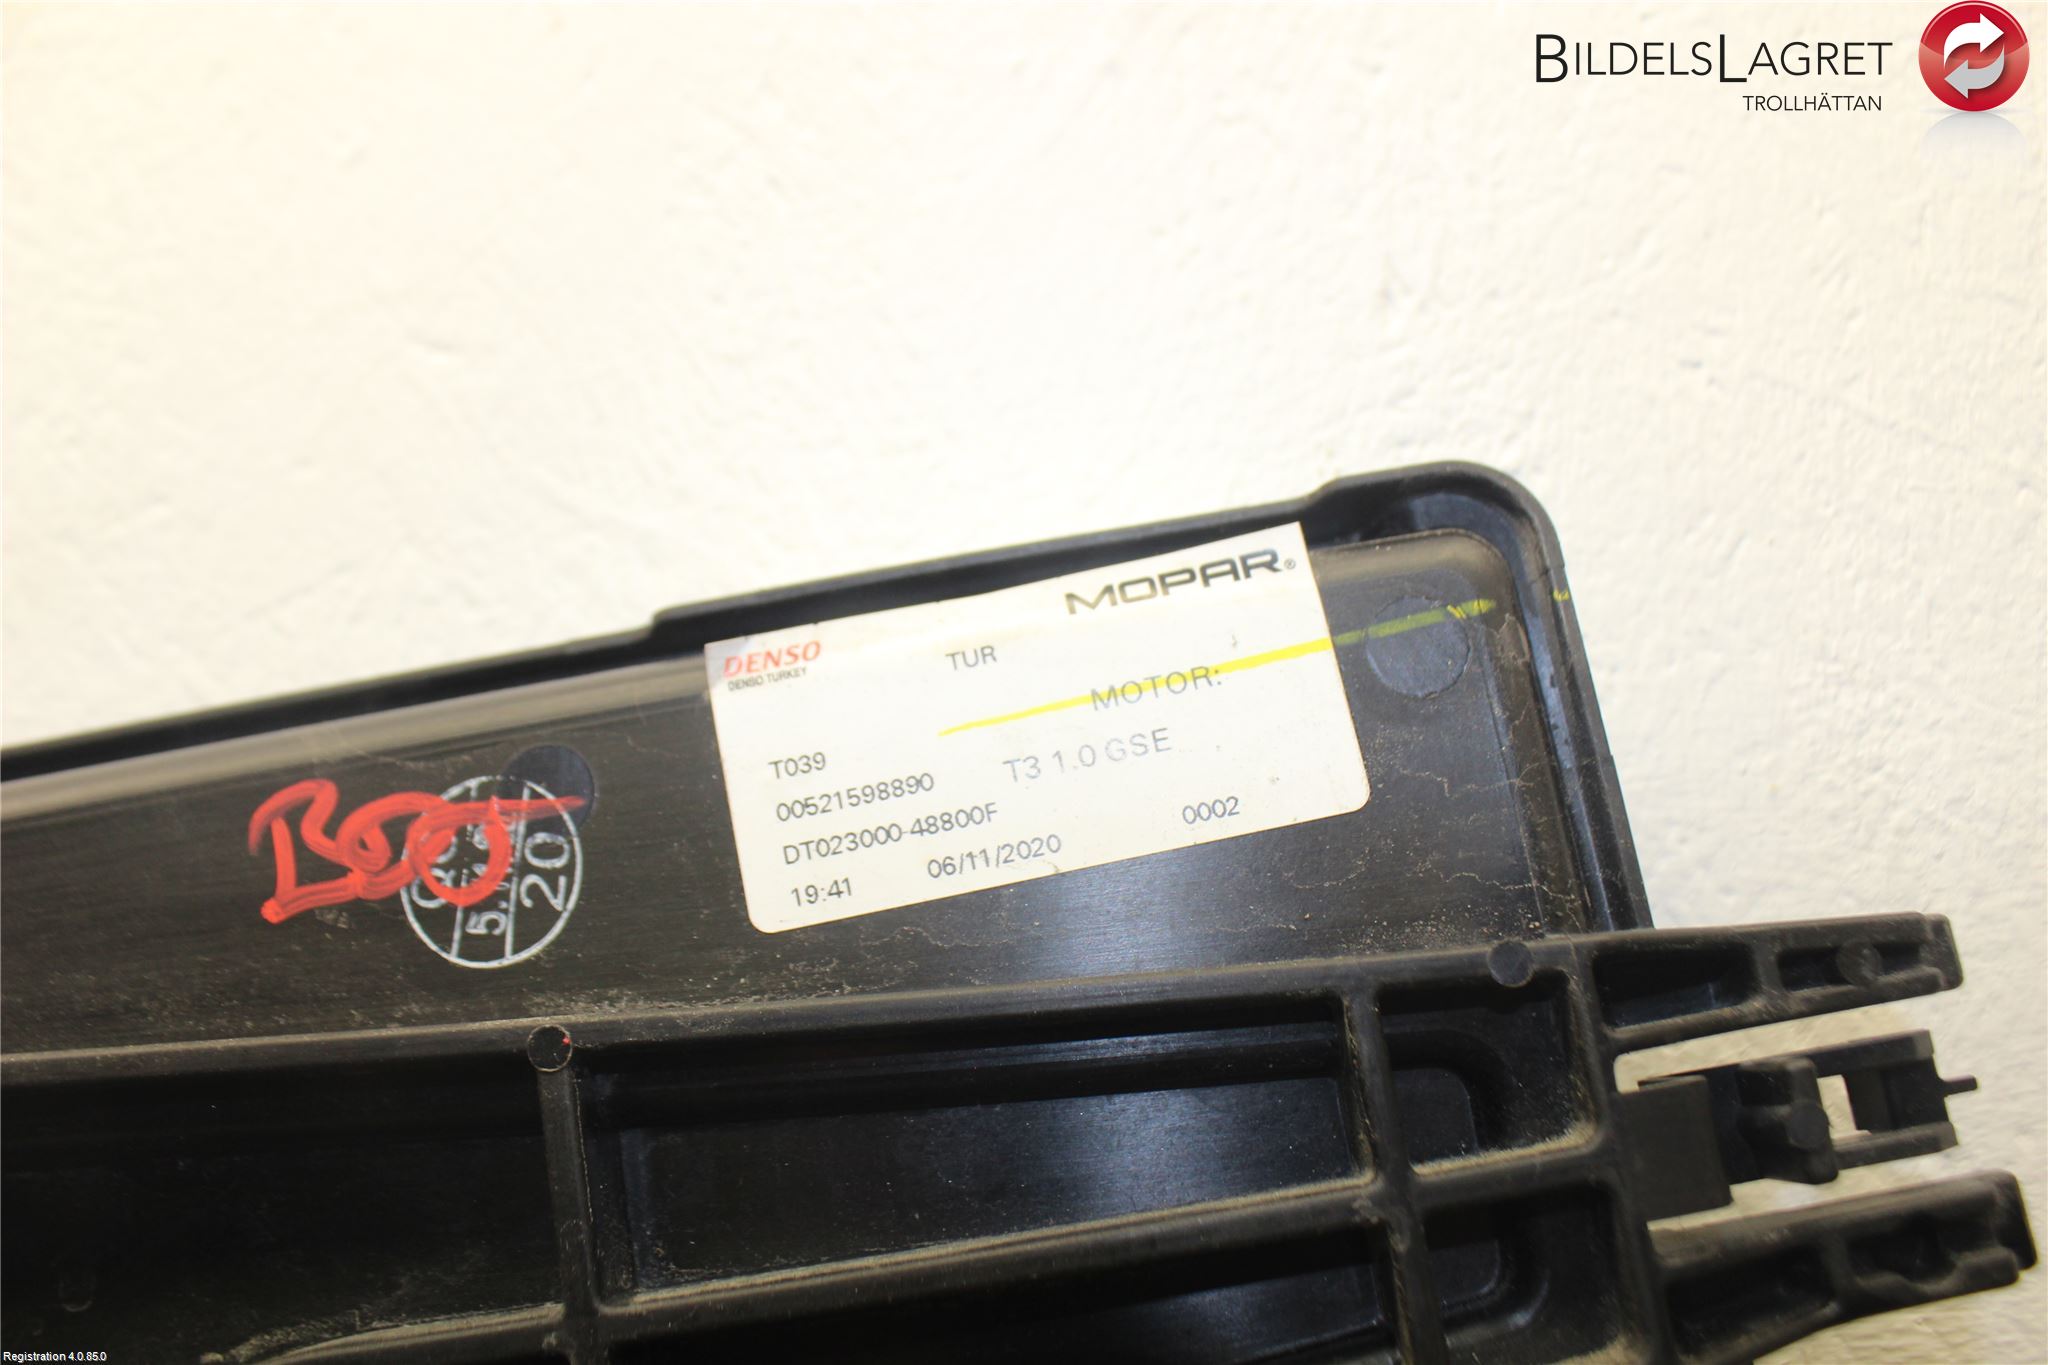 BILDELSLAGRET
TROLLHÄTTAN
MOPAR®
DENSO
DENSO TURKEY
TUR
MOTOR:
T039
T3 1.0 GSE
00521598890
DT023000-48800F
0002
19:41
06/11/2020
5.
20
Registration 4.0.85.0